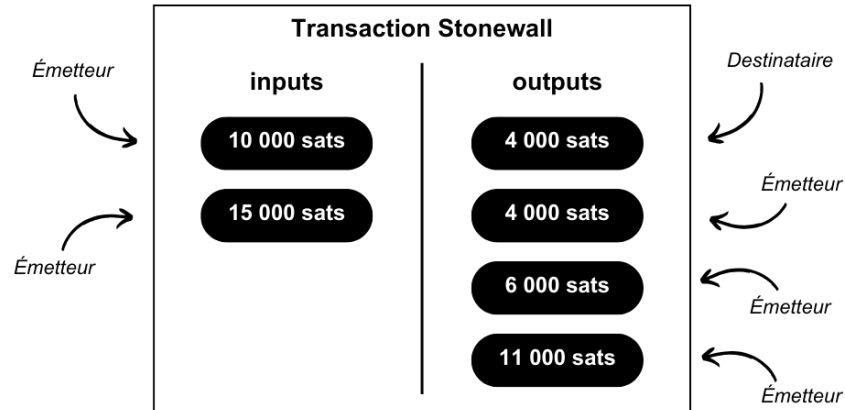 Transaction Stonewall
Émetteur
Destinataire
inputs
outputs
10 000 sats
4 000 sats
Émetteur
15 000 sats
4 000 sats
Émetteur
6 000 sats
Émetteur
11 000 sats
Émetteur